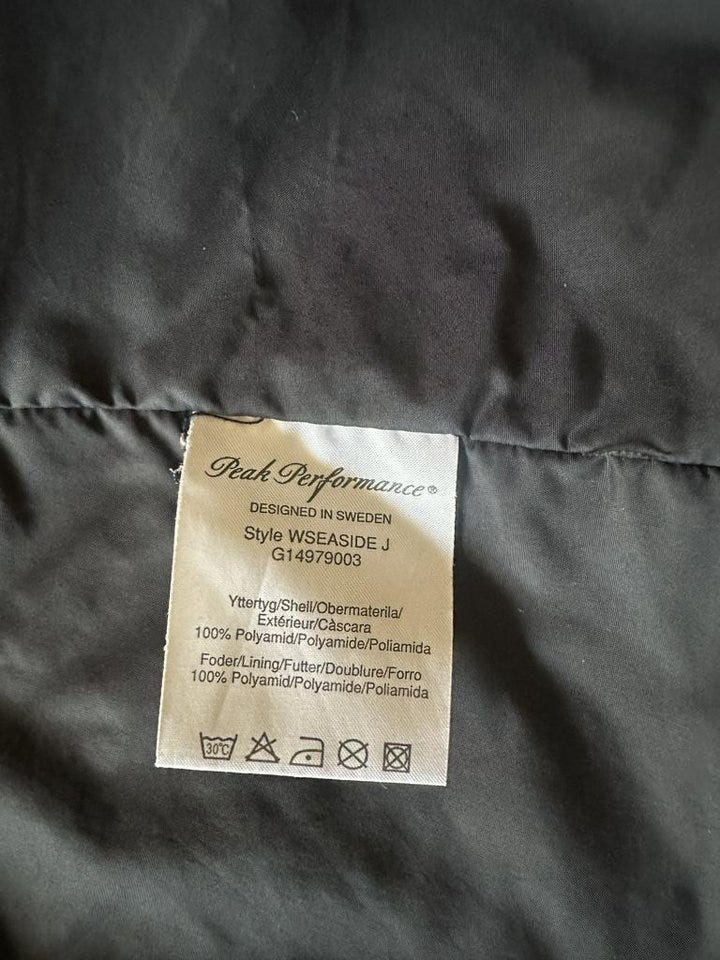 Peak Performance®
DESIGNED IN SWEDEN
Style WSEASIDE J
G14979003
Yttertyg/Shell/Obermaterila/
Extérieur/Càscara
100% Polyamid/Polyamide/Poliamida
Foder/Lining/Futter/Doublure/Forro
100% Polyamid/Polyamide/Poliamida
30°C